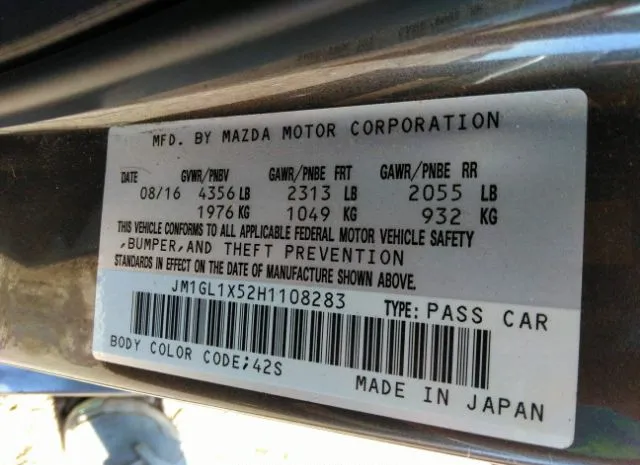 MFD. BY MAZDA MOTOR CORPORATION
DATE GVWR/PNBV GAWR/PNBE FRT GAWR/PNBE RR
08/16 4356 LB 2313 LB 2055 LB
1976 KG 1049 KG 932 KG
THIS VEHICLE CONFORMS TO ALL APPLICABLE FEDERAL MOTOR VEHICLE SAFETY
,BUMPER,AND THEFT PREVENTION
STANDARDS IN EFFECT ON THE DATE OF MANUFACTURE SHOWN ABOVE.
JM1GL1X52H1108283 TYPE: PASS CAR
BODY COLOR CODE;42S
MADE IN JAPAN